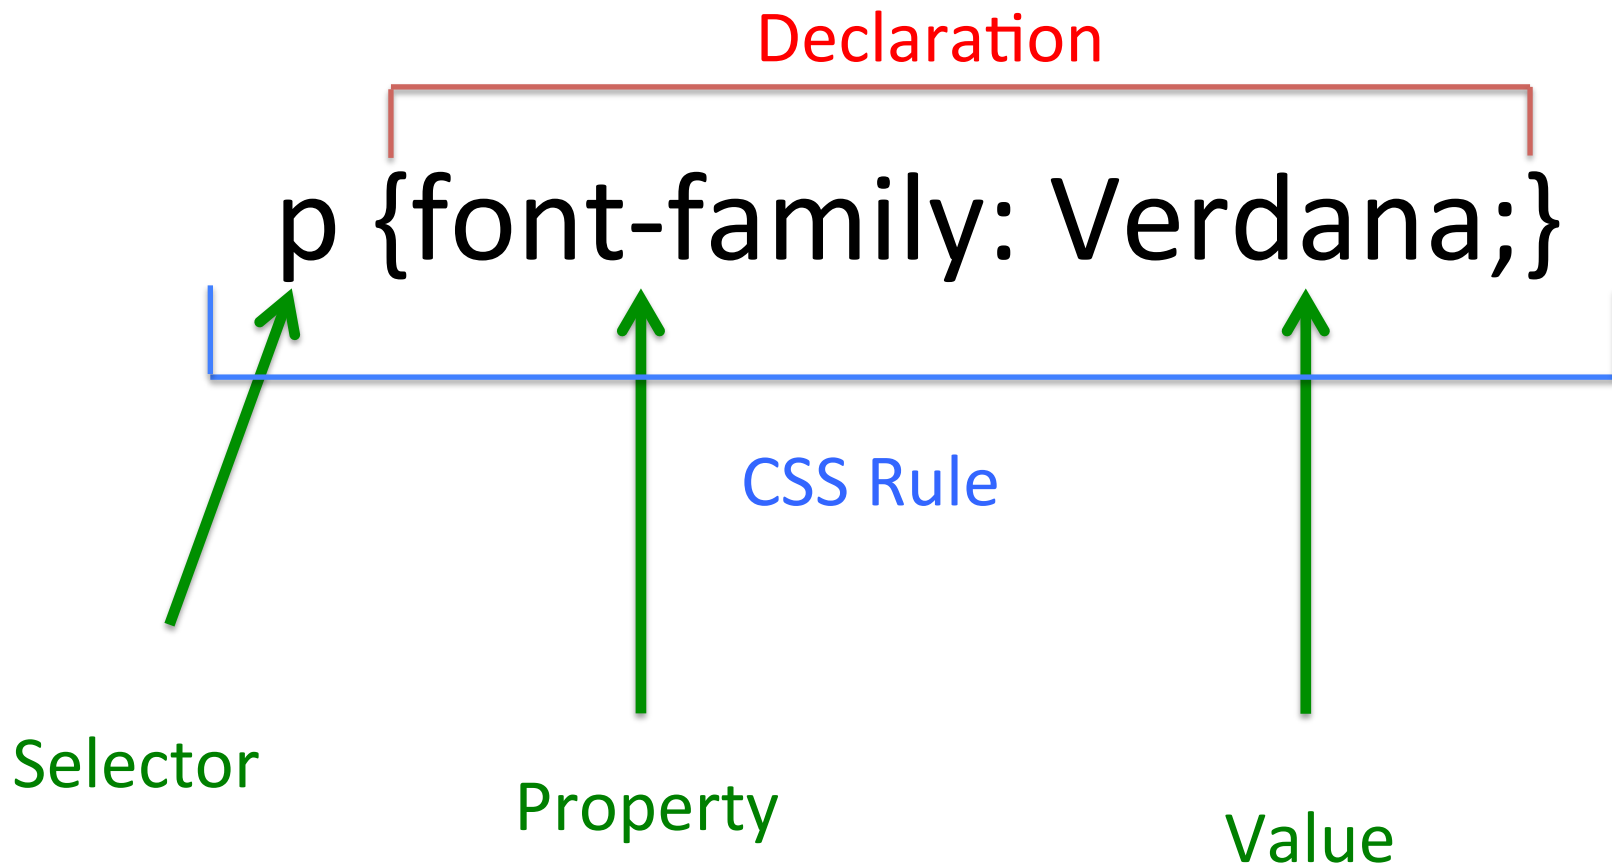 Declaration
p {font-family: Verdana;}
CSS Rule
Selector
Property
Value